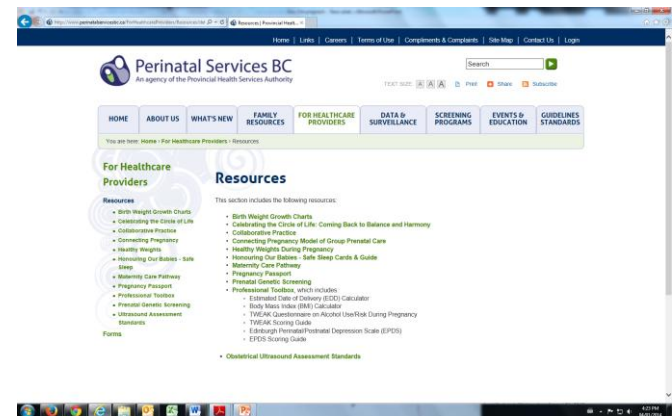 Resources | Provincial Heal...
Home | Links | Careers | Terms of Use | Compliments & Complaints | Site Map | Contact Us | Login
Perinatal Services BC
An agency of the Provincial Health Services Authority
Search
TEXT SIZE A A A Print Share Subscribe
HOME ABOUT US WHAT'S NEW FAMILY RESOURCES FOR HEALTHCARE PROVIDERS DATA & SURVEILLANCE SCREENING PROGRAMS EVENTS & EDUCATION GUIDELINES STANDARDS
You are here: Home › For Healthcare Providers › Resources
For Healthcare
Providers
Resources
Birth Weight Growth Charts
Celebrating the Circle of Life
Collaborative Practice
Connecting Pregnancy
Healthy Weights
Honouring Our Babies - Safe
Sleep
Maternity Care Pathway
Pregnancy Passport
Professional Toolbox
Prenatal Genetic Screening
Ultrasound Assessment
Standards
Forms
Resources
This section includes the following resources:
• Birth Weight Growth Charts
• Celebrating the Circle of Life: Coming Back to Balance and Harmony
• Collaborative Practice
• Connecting Pregnancy Model of Group Prenatal Care
• Healthy Weights During Pregnancy
• Honouring Our Babies - Safe Sleep Cards & Guide
• Maternity Care Pathway
• Pregnancy Passport
• Prenatal Genetic Screening
• Professional Toolbox, which includes:
◦ Estimated Date of Delivery (EDD) Calculator
◦ Body Mass Index (BMI) Calculator
◦ TWEAK Questionnaire on Alcohol Use/Risk During Pregnancy
◦ TWEAK Scoring Guide
◦ Edinburgh Perinatal/Postnatal Depression Scale (EPDS)
◦ EPDS Scoring Guide
• Obstetrical Ultrasound Assessment Standards
4:23 PM